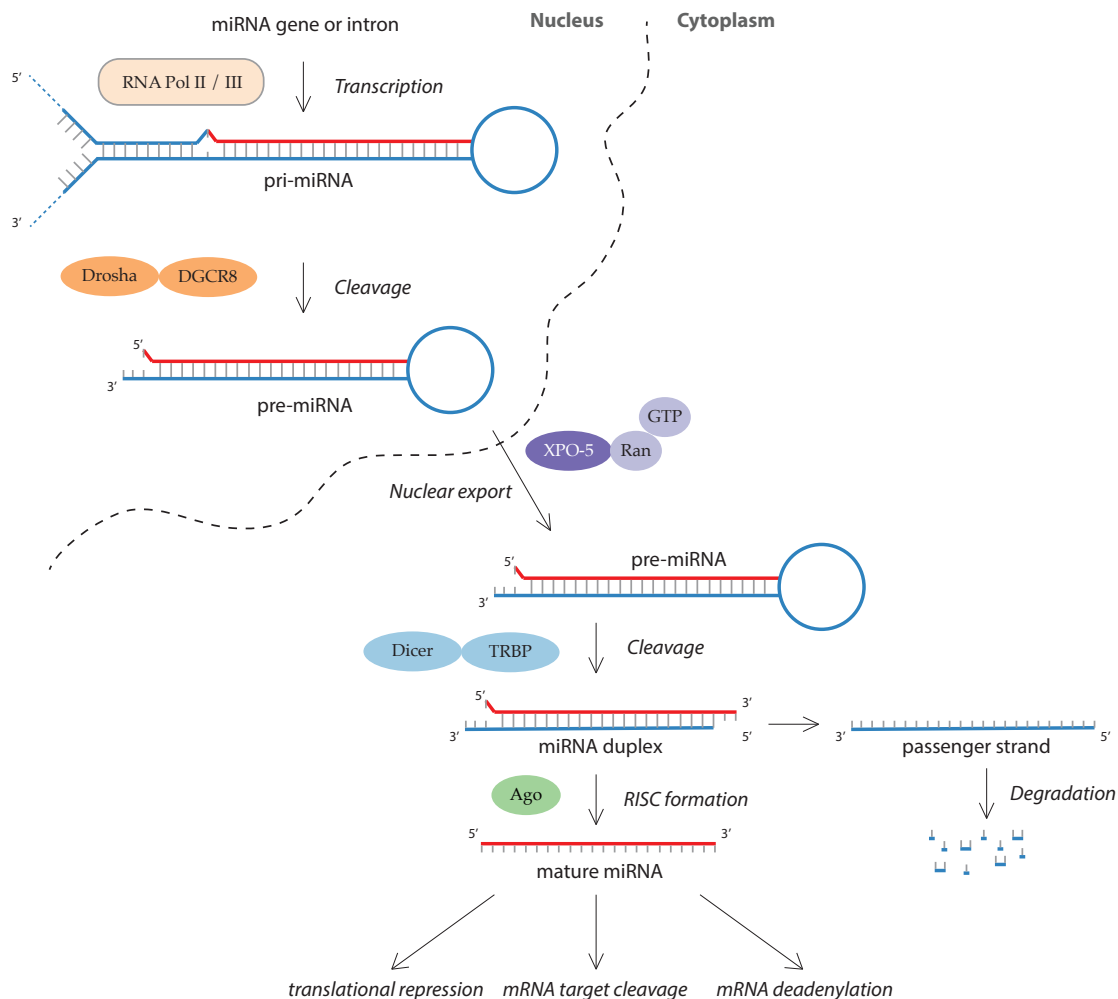 miRNA gene or intron
Nucleus
Cytoplasm
RNA Pol II / III
Transcription
5′
pri-miRNA
3′
Drosha
DGCR8
Cleavage
5′
3′
pre-miRNA
GTP
XPO-5
Ran
Nuclear export
pre-miRNA
5′
3′
Dicer
TRBP
Cleavage
5′
3′
3′
5′
miRNA duplex
3′
5′
passenger strand
Ago
RISC formation
Degradation
5′
3′
mature miRNA
translational repression
mRNA target cleavage
mRNA deadenylation